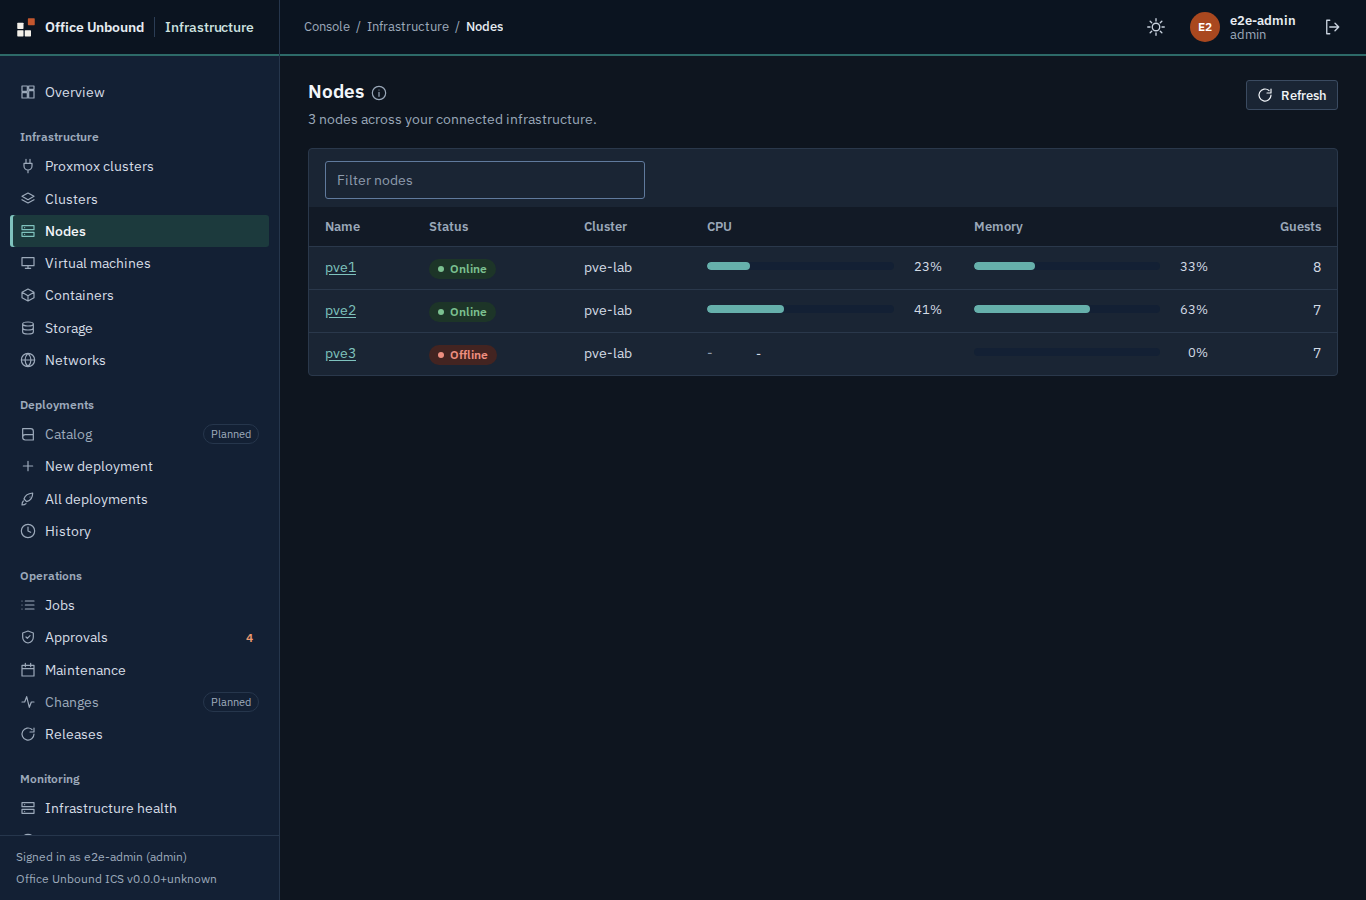 Office Unbound Infrastructure
Console / Infrastructure / Nodes
E2 e2e-admin
admin
Overview
Infrastructure
Proxmox clusters
Clusters
Nodes
Virtual machines
Containers
Storage
Networks
Deployments
Catalog Planned
New deployment
All deployments
History
Operations
Jobs
Approvals 4
Maintenance
Changes Planned
Releases
Monitoring
Infrastructure health
Signed in as e2e-admin (admin)
Office Unbound ICS v0.0.0+unknown
Nodes
Refresh
3 nodes across your connected infrastructure.
Filter nodes
Name Status Cluster CPU Memory Guests
pve1 Online pve-lab 23% 33% 8
pve2 Online pve-lab 41% 63% 7
pve3 Offline pve-lab - - 0% 7